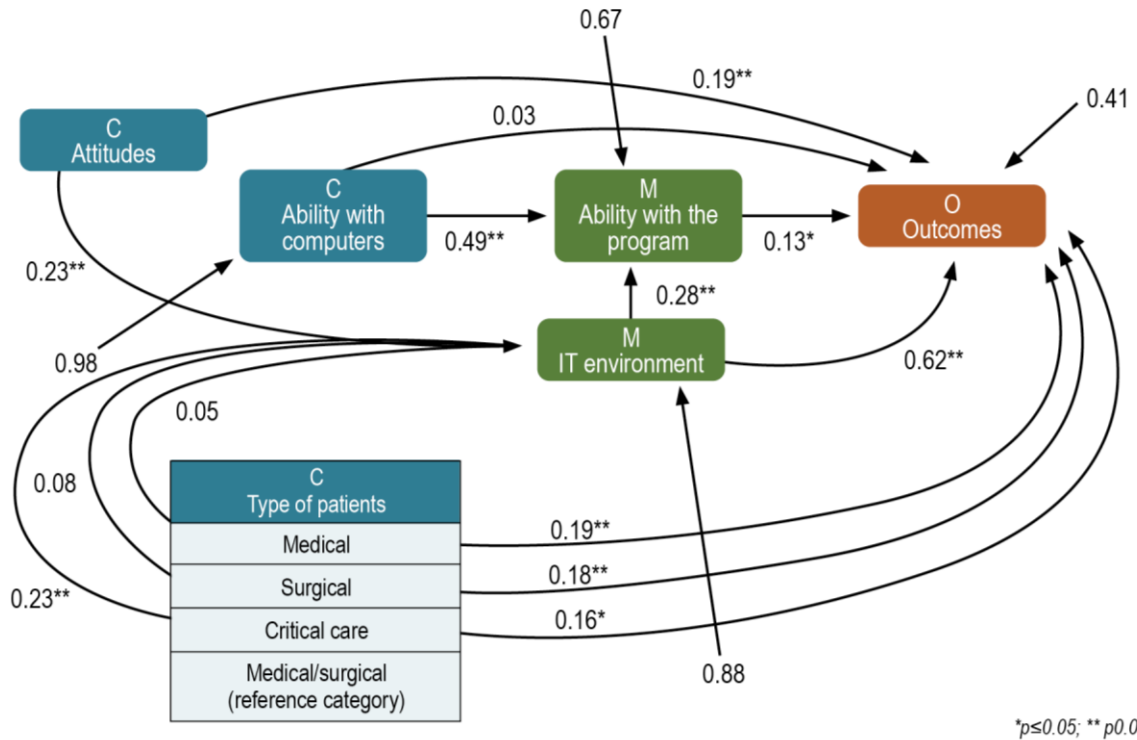 0.67
0.19**
0.41
0.03
C
Attitudes
C
Ability with
computers
M
Ability with the
program
O
Outcomes
0.49**
0.13*
0.23**
0.28**
M
IT environment
0.98
0.62**
0.05
C
Type of patients
0.08
Medical
0.19**
Surgical
0.18**
0.23**
Critical care
0.16*
Medical/surgical
(reference category)
0.88
*p≤0.05; ** p0.0